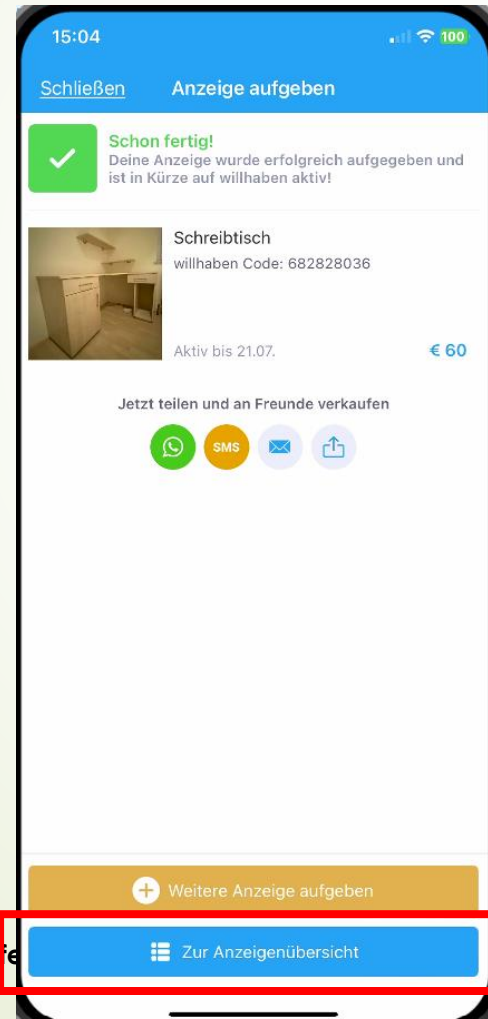 15:04
100
Schließen
Anzeige aufgeben
Schon fertig!
Deine Anzeige wurde erfolgreich aufgegeben und
ist in Kürze auf willhaben aktiv!
Schreibtisch
willhaben Code: 682828036
Aktiv bis 21.07.
€ 60
Jetzt teilen und an Freunde verkaufen
SMS
Weitere Anzeige aufgeben
Zur Anzeigenübersicht